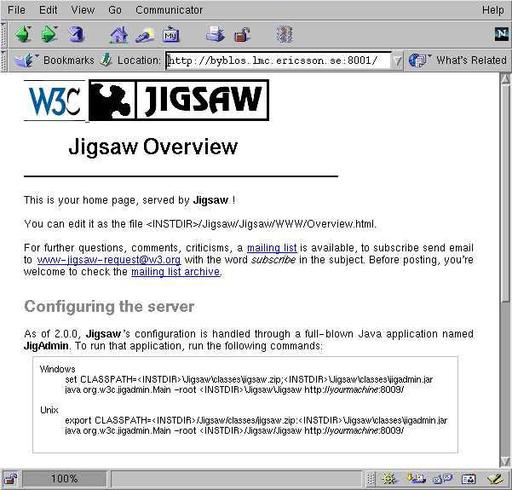 File Edit View Go Communicator Help
My N
Bookmarks Location: http://byblos.lmc.ericsson.se:8001/ What's Related
W3C JIGSAW
Jigsaw Overview
This is your home page, served by Jigsaw !
You can edit it as the file <INSTDIR>/Jigsaw/Jigsaw/WWW/Overview.html.
For further questions, comments, criticisms, a mailing list is available, to subscribe send email
to www-jigsaw-request@w3.org with the word subscribe in the subject. Before posting, you're
welcome to check the mailing list archive.
Configuring the server
As of 2.0.0, Jigsaw's configuration is handled through a full-blown Java application named
JigAdmin. To run that application, run the following commands:
Windows
set CLASSPATH=<INSTDIR>\Jigsaw\classes\jigsaw.zip;<INSTDIR>\Jigsaw\classes\jigadmin.jar
java org.w3c.jigadmin.Main -root <INSTDIR>\Jigsaw\Jigsaw http://yourmachine:8009/
Unix
export CLASSPATH=<INSTDIR>/Jigsaw/classes/jigsaw.zip:<INSTDIR>\Jigsaw\classes\jigadmin.jar
java org.w3c.jigadmin.Main -root <INSTDIR>/Jigsaw/Jigsaw http://yourmachine:8009/
100%